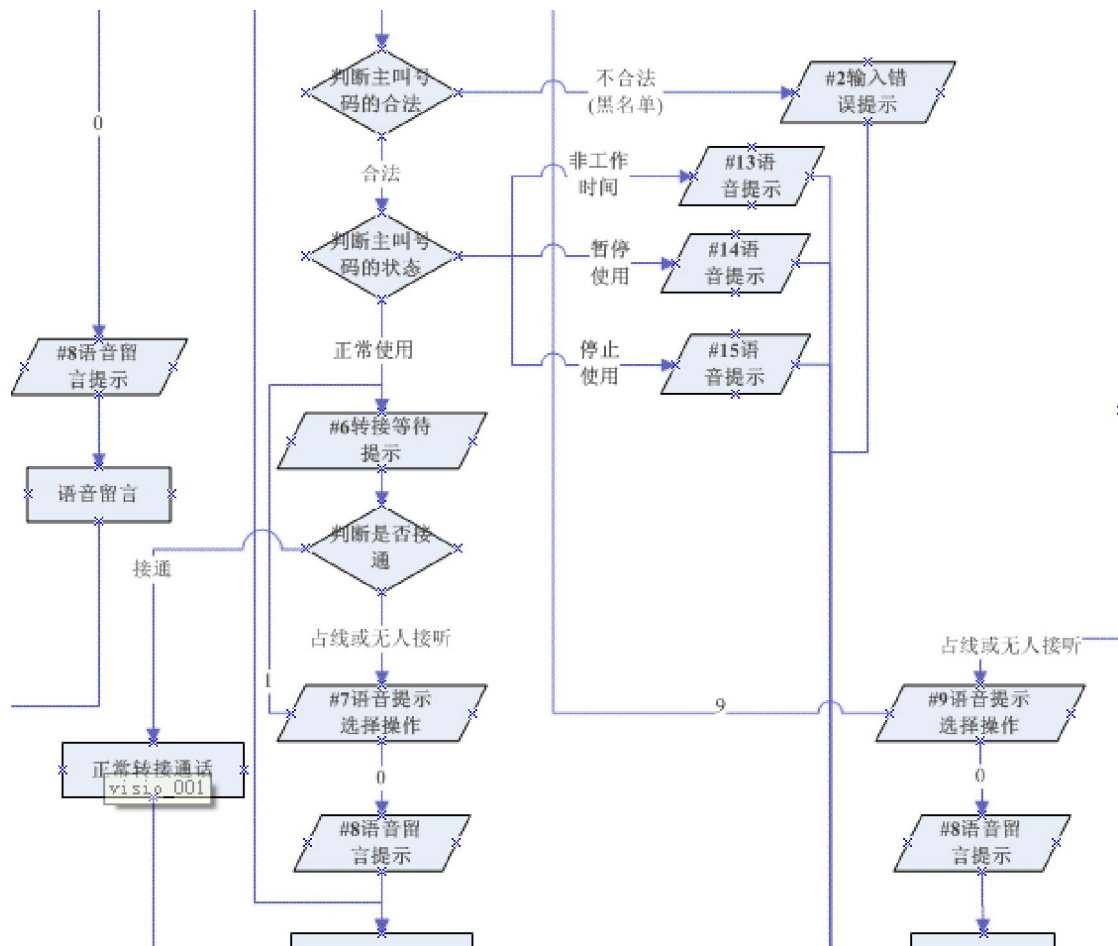 判断主叫号
码的合法
不合法
(黑名单)
#2输入错
误提示
0
合法
非工作
时间
#13语
音提示
判断主叫号
码的状态
暂停
使用
#14语
音提示
正常使用
停止
使用
#15语
音提示
#8语音留
言提示
#6转接等待
提示
语音留言
判断是否接
通
接通
占线或无人接听
占线或无人接听
1
#7语音提示
选择操作
9
#9语音提示
选择操作
正常转接通话
visio_001
0
0
#8语音留
言提示
#8语音留
言提示